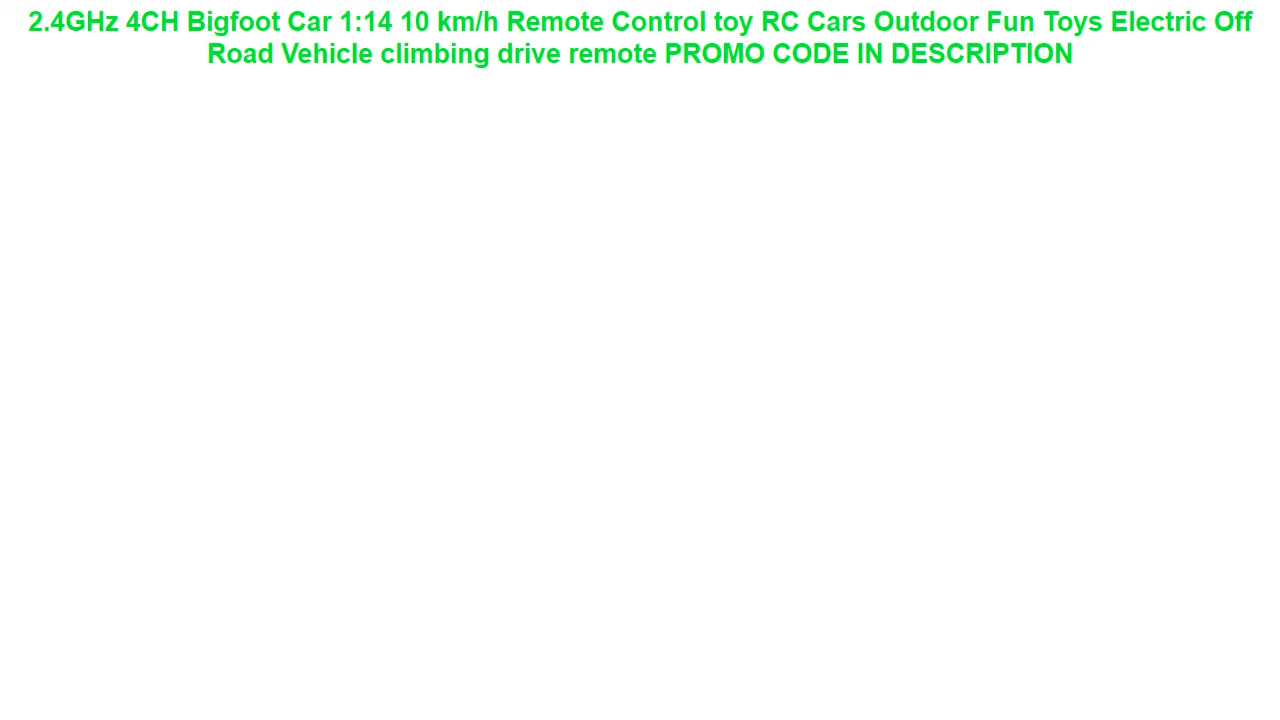 2.4GHz 4CH Bigfoot Car 1:14 10 km/h Remote Control toy RC Cars Outdoor Fun Toys Electric Off
Road Vehicle climbing drive remote PROMO CODE IN DESCRIPTION